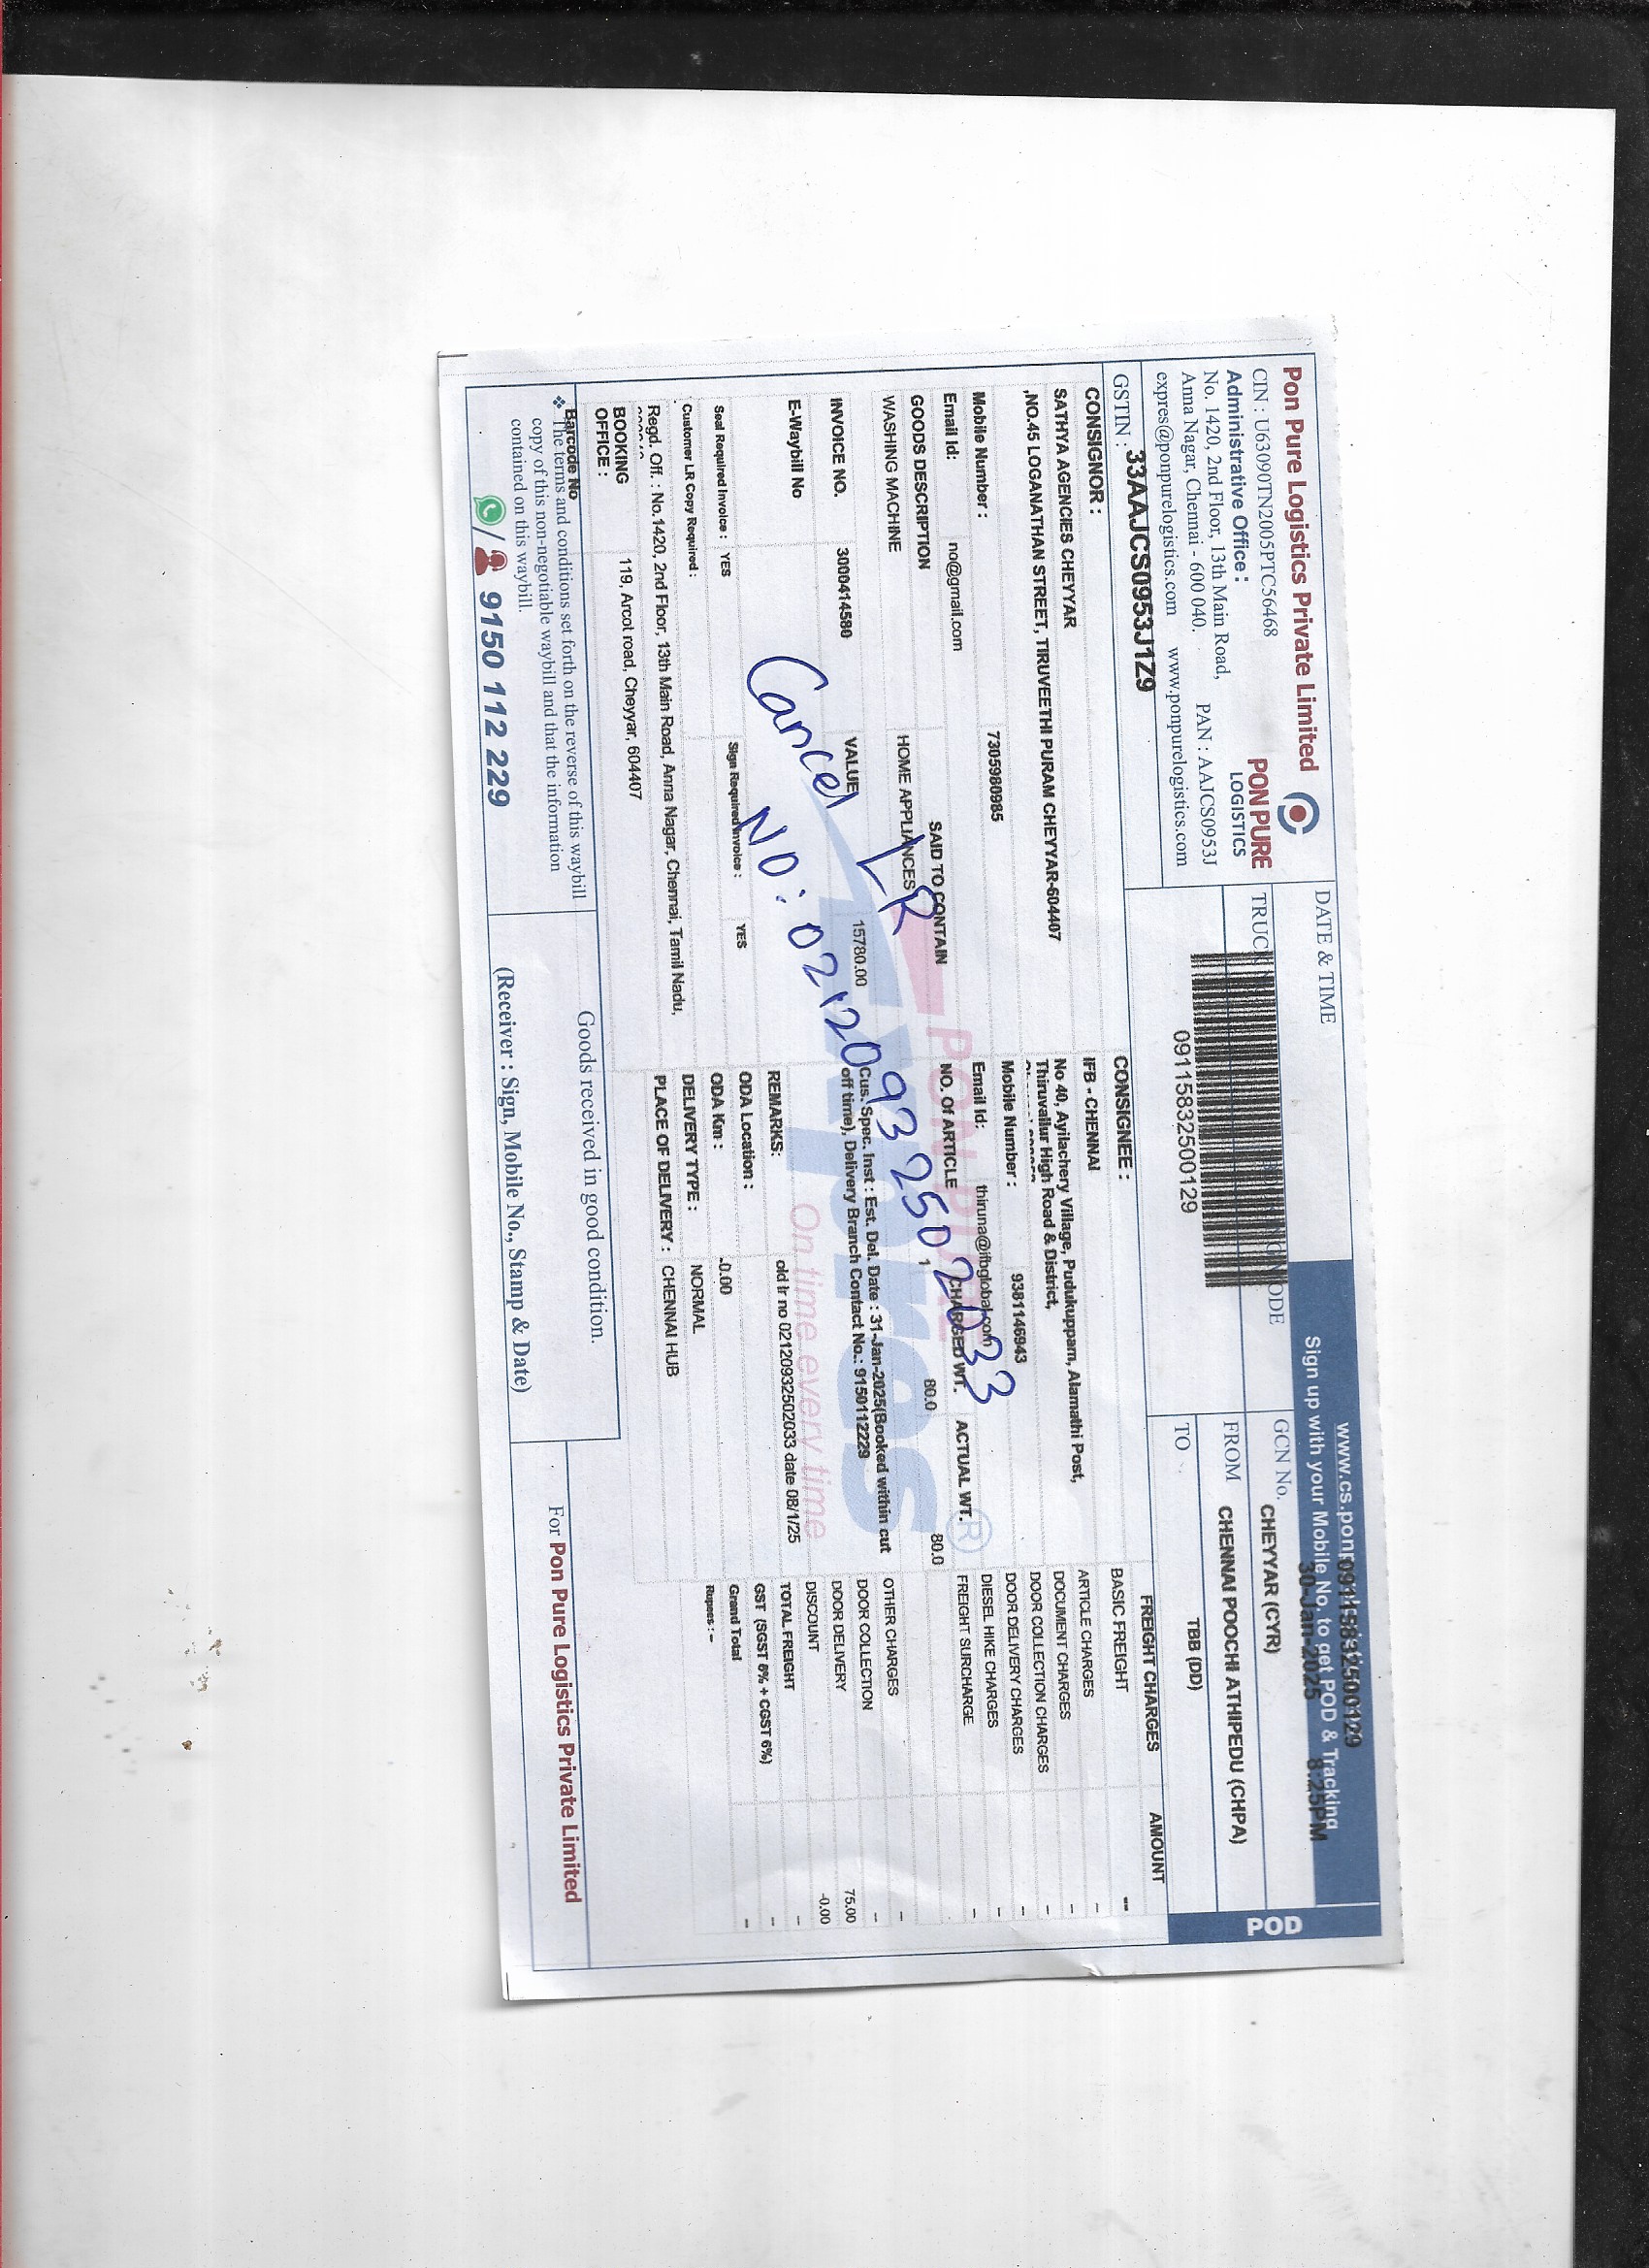 Pon Pure Logistics Private Limited
CIN : U63090TN2005PTC56468
Administrative Office :
No. 1420, 2nd Floor, 13th Main Road,
Anna Nagar, Chennai - 600 040.
PAN : AAJCS0953J
expres@ponpurelogistics.com www.ponpurelogistics.com
PON PURE
LOGISTICS
GSTIN : 33AAJCS0953J1Z9
DATE & TIME
TRUCK
09115832500129
www.cs.ponp
Sign up with your Mobile No. to get POD & Tracking
09115832500129
30-Jan-2025 8:25PM
GCN No.
CHEYYAR (CYR)
FROM CHENNAI POOCHI ATHIPEDU (CHPA)
TO TBB (DD)
POD
CONSIGNOR :
SATHYA AGENCIES CHEYYAR
,NO.45 LOGANATHAN STREET, TIRUVEETHI PURAM CHEYYAR-604407
Mobile Number : 7305980985
Email Id: no@gmail.com
CONSIGNEE :
IFB - CHENNAI
No 40, Ayilachery Village, Pudukuppam, Alamathi Post,
Thiruvallur High Road & District,
Mobile Number : 9381146943
Email Id: thiruna@ifbglobal.com
GOODS DESCRIPTION SAID TO CONTAIN NO. Of ARTICLE CHARGED WT. ACTUAL WT.
WASHING MACHINE HOME APPLIANCES 1 80.0 80.0
INVOICE NO. 3000414580 VALUE 15780.00
Cus. Spec. Inst : Est. Del. Date : 31-Jan-2025(Booked within cut
off time), Delivery Branch Contact No.: 9150112229
E-Waybill No
REMARKS: old lr no 02120932502033 date 08/1/25
ODA Location :
Seal Required Invoice : YES Sign Required Invoice : YES
ODA Km : -0.00
Customer LR Copy Required :
DELIVERY TYPE : NORMAL
Regd. Off. : No.1420, 2nd Floor, 13th Main Road, Anna Nagar, Chennai, Tamil Nadu,
PLACE OF DELIVERY : CHENNAI HUB
BOOKING
OFFICE : 119, Arcot road, Cheyyar, 604407
Cancel LR
NO: 02120932502033
PON PURE
Xpres
®
On time every time
FREIGHT CHARGES AMOUNT
BASIC FREIGHT --
ARTICLE CHARGES --
DOCUMENT CHARGES --
DOOR COLLECTION CHARGES --
DOOR DELIVERY CHARGES --
DIESEL HIKE CHARGES --
FREIGHT SURCHARGE --
OTHER CHARGES --
DOOR COLLECTION --
DOOR DELIVERY 75.00
DISCOUNT -0.00
TOTAL FREIGHT --
GST (SGST 6% + CGST 6%) --
Grand Total --
Rupees : -
Barcode No
❖ The terms and conditions set forth on the reverse of this waybill
copy of this non-negotiable waybill and that the information
contained on this waybill.
/ 9150 112 229
Goods received in good condition.
(Receiver : Sign, Mobile No., Stamp & Date)
For Pon Pure Logistics Private Limited